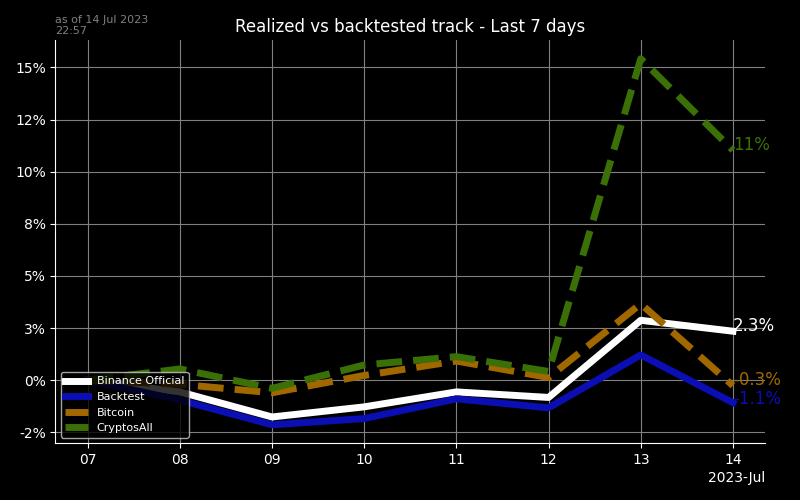 as of 14 Jul 2023
22:57
Realized vs backtested track - Last 7 days
15%
12%
10%
8%
5%
3%
0%
-2%
11%
2.3%
-0.3%
-1.1%
Binance Official
Backtest
Bitcoin
CryptosAll
07 08 09 10 11 12 13 14
2023-Jul